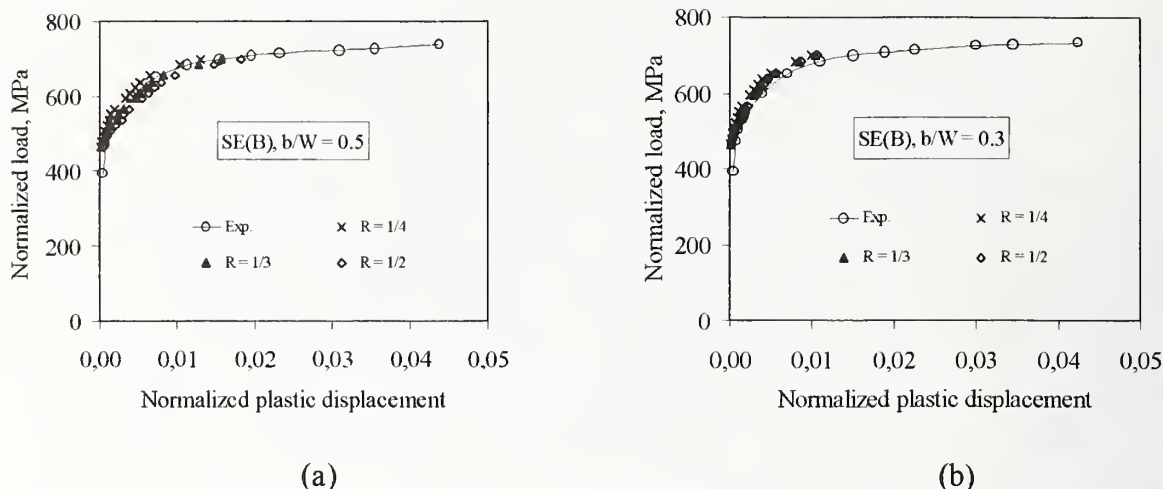 800
600
400
200
0
Normalized load, MPa
SE(B), b/W = 0.5
Exp.
R = 1/4
R = 1/3
R = 1/2
0,00 0,01 0,02 0,03 0,04 0,05
Normalized plastic displacement
(a)
800
600
400
200
0
Normalized load, MPa
SE(B), b/W = 0.3
Exp.
R = 1/4
R = 1/3
R = 1/2
0,00 0,01 0,02 0,03 0,04 0,05
Normalized plastic displacement
(b)